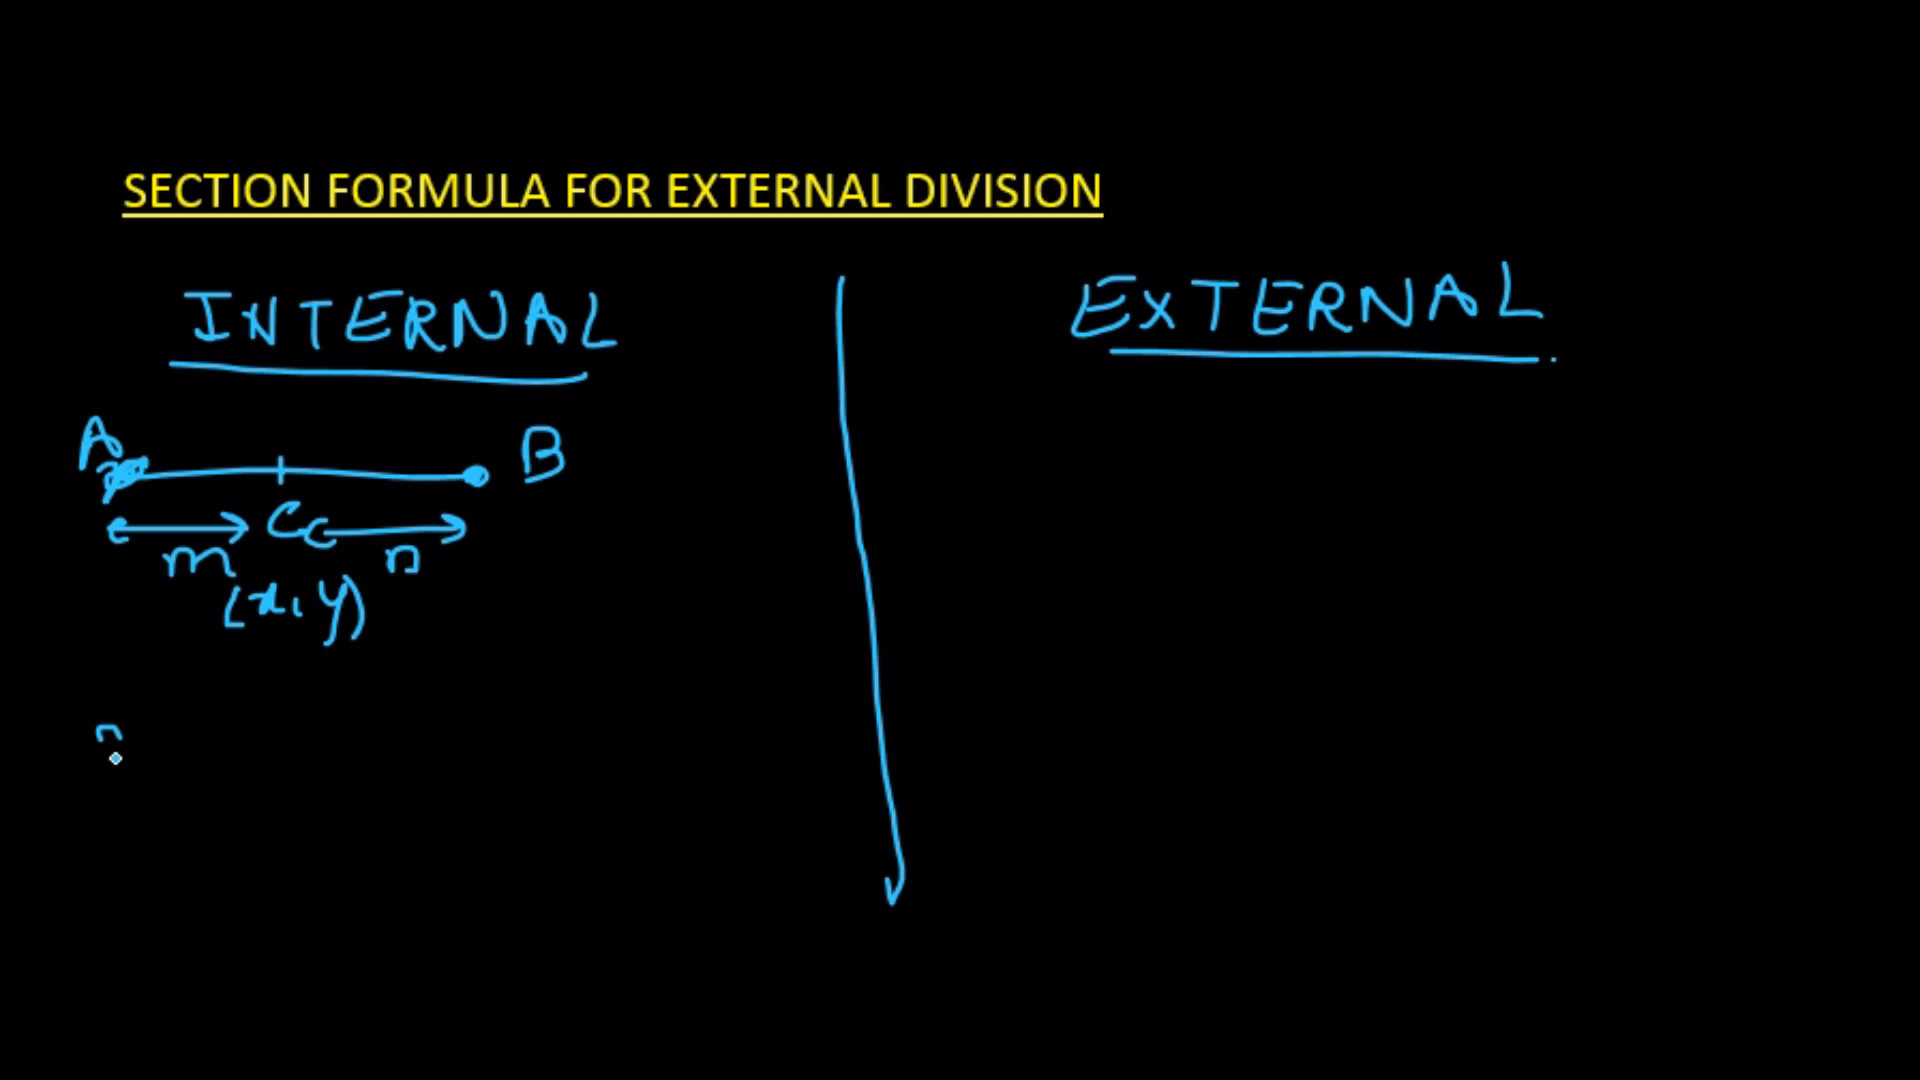 SECTION FORMULA FOR EXTERNAL DIVISION
INTERNAL
EXTERNAL
A B
C
m n
(x, y)